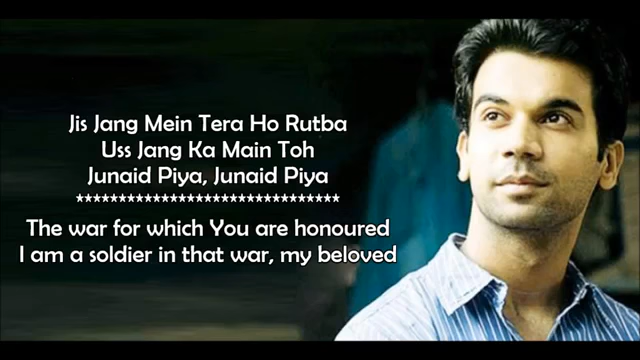 Jis Jang Mein Tera Ho Rutba
Uss Jang Ka Main Toh
Junaid Piya, Junaid Piya
*******************************
The war for which You are honoured
I am a soldier in that war, my beloved